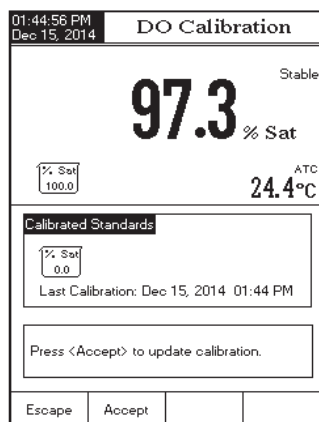 01:44:56 PM
Dec 15, 2014
DO Calibration
Stable
97.3 % Sat
% Sat
100.0
ATC
24.4°C
Calibrated Standards
% Sat
0.0
Last Calibration: Dec 15, 2014 01:44 PM
Press <Accept> to update calibration.
Escape Accept